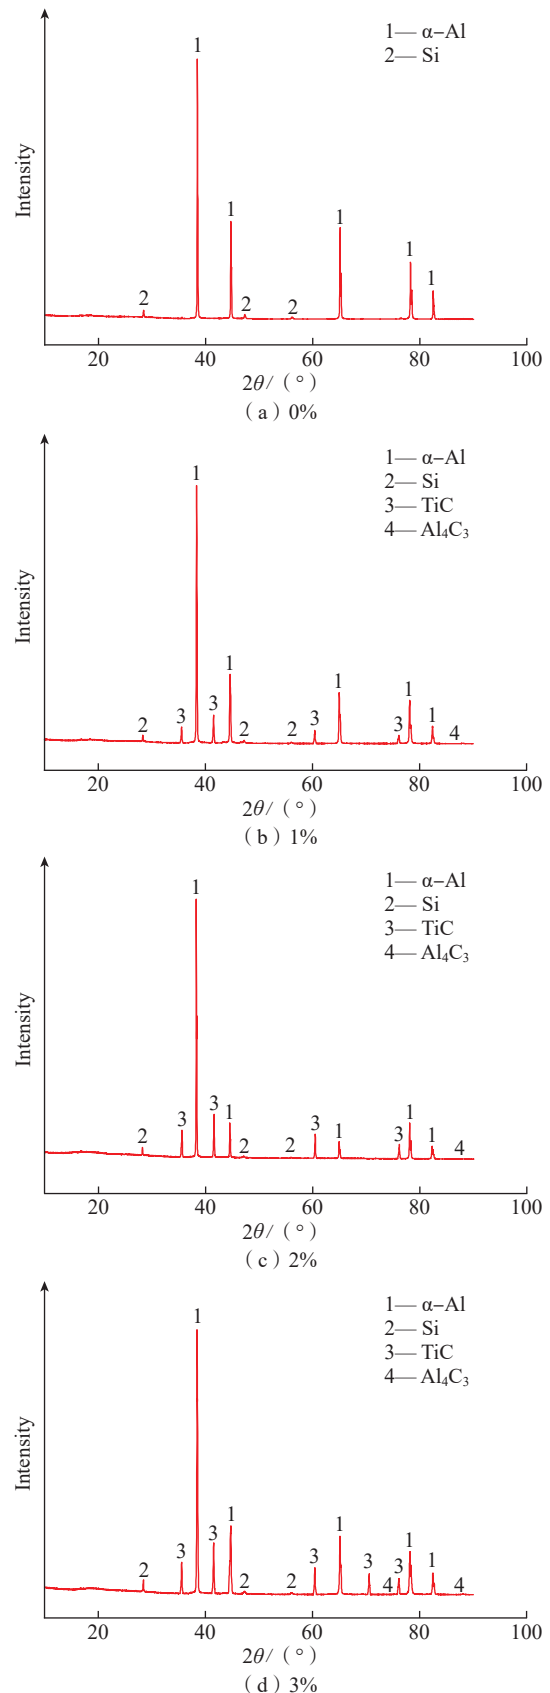 1— α–Al
2— Si
1
1
1
1
1
2
2
2
Intensity
20 40 60 80 100
2θ/（°）
（a）0%
1— α–Al
2— Si
3— TiC
4— Al₄C₃
1
1
1
1
1
3
3
3
3
2
2
2
4
Intensity
20 40 60 80 100
2θ/（°）
（b）1%
1— α–Al
2— Si
3— TiC
4— Al₄C₃
1
3
3
1
3
1
1
3
1
2
2
2
4
Intensity
20 40 60 80 100
2θ/（°）
（c）2%
1— α–Al
2— Si
3— TiC
4— Al₄C₃
1
1
1
1
1
3
3
3
3
3
2
2
2
4
4
Intensity
20 40 60 80 100
2θ/（°）
（d）3%